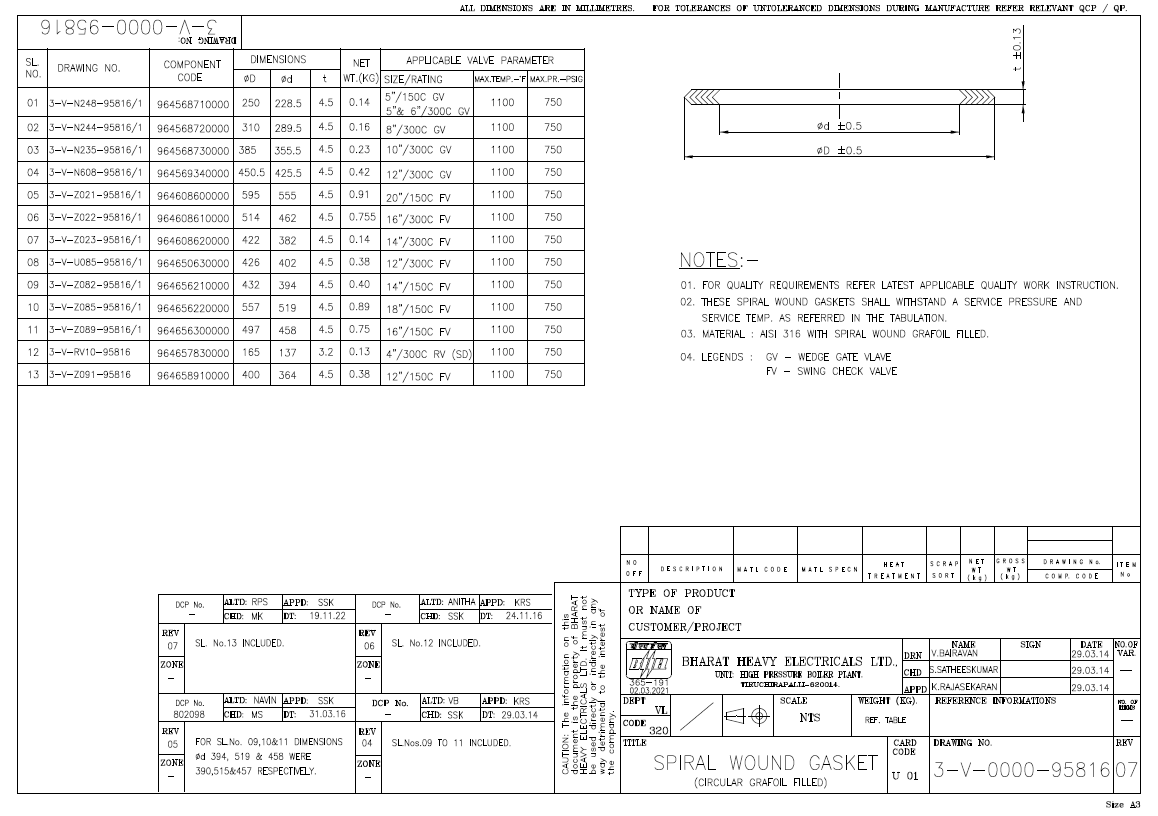 ALL DIMENSIONS ARE IN MILLIMETRES. FOR TOLERANCES OF UNTOLERANCED DIMENSIONS DURING MANUFACTURE REFER RELEVANT QCP / QP.
3-V-0000-95816
DRAWING NO:
SL. NO. DRAWING NO. COMPONENT CODE DIMENSIONS NET WT.(KG) APPLICABLE VALVE PARAMETER
øD ød t SIZE/RATING MAX.TEMP.-°F MAX.PR.-PSIG
01 3-V-N248-95816/1 964568710000 250 228.5 4.5 0.14 5"/150C GV 1100 750
5"& 6"/300C GV
02 3-V-N244-95816/1 964568720000 310 289.5 4.5 0.16 8"/300C GV 1100 750
03 3-V-N235-95816/1 964568730000 385 355.5 4.5 0.23 10"/300C GV 1100 750
04 3-V-N608-95816/1 964569340000 450.5 425.5 4.5 0.42 12"/300C GV 1100 750
05 3-V-Z021-95816/1 964608600000 595 555 4.5 0.91 20"/150C FV 1100 750
06 3-V-Z022-95816/1 964608610000 514 462 4.5 0.755 16"/300C FV 1100 750
07 3-V-Z023-95816/1 964608620000 422 382 4.5 0.14 14"/300C FV 1100 750
08 3-V-U085-95816/1 964650630000 426 402 4.5 0.38 12"/300C FV 1100 750
09 3-V-Z082-95816/1 964656210000 432 394 4.5 0.40 14"/150C FV 1100 750
10 3-V-Z085-95816/1 964656220000 557 519 4.5 0.89 18"/150C FV 1100 750
11 3-V-Z089-95816/1 964656300000 497 458 4.5 0.75 16"/150C FV 1100 750
12 3-V-RV10-95816 964657830000 165 137 3.2 0.13 4"/300C RV (SD) 1100 750
13 3-V-Z091-95816 964658910000 400 364 4.5 0.38 12"/150C FV 1100 750
t ±0.13
Ød ±0.5
ØD ±0.5
NOTES:-
01. FOR QUALITY REQUIREMENTS REFER LATEST APPLICABLE QUALITY WORK INSTRUCTION.
02. THESE SPIRAL WOUND GASKETS SHALL WITHSTAND A SERVICE PRESSURE AND
SERVICE TEMP. AS REFERRED IN THE TABULATION.
03. MATERIAL : AISI 316 WITH SPIRAL WOUND GRAFOIL FILLED.
04. LEGENDS : GV - WEDGE GATE VLAVE
FV - SWING CHECK VALVE
NO OFF DESCRIPTION MATL CODE MATL SPECN HEAT TREATMENT SCRAP SORT NET WT (kg) GROSS WT (kg) DRAWING No. COMP. CODE ITEM No
DCP No. - ALTD: RPS APPD: SSK
CHD: MK DT: 19.11.22
REV 07 SL. No.13 INCLUDED.
ZONE -
DCP No. - ALTD: ANITHA APPD: KRS
CHD: SSK DT: 24.11.16
REV 06 SL. No.12 INCLUDED.
ZONE -
DCP No. 802098 ALTD: NAVIN APPD: SSK
CHD: MS DT: 31.03.16
REV 05 FOR SL.No. 09,10&11 DIMENSIONS
Ød 394, 519 & 458 WERE
ZONE - 390,515&457 RESPECTIVELY.
DCP No. - ALTD: VB APPD: KRS
CHD: SSK DT: 29.03.14
REV 04 SL.Nos.09 TO 11 INCLUDED.
ZONE -
CAUTION: The information on this
document is the property of BHARAT
HEAVY ELECTRICALS LTD. It must not
be used directly or indirectly in any
way detrimental to the interest of
the company.
TYPE OF PRODUCT
OR NAME OF
CUSTOMER/PROJECT
365-191
02.03.2021
BHARAT HEAVY ELECTRICALS LTD.,
UNIT: HIGH PRESSURE BOILER PLANT.
TIRUCHIRAPALLI-620014.
NAME SIGN DATE NO.OF VAR.
DRN V.BAIRAVAN 29.03.14
CHD S.SATHEESKUMAR 29.03.14 -
APPD K.RAJASEKARAN 29.03.14
DEPT VL
CODE 320
SCALE NTS
WEIGHT (KG). REF. TABLE
REFERENCE INFORMATIONS
NO. OF ITEMS -
TITLE SPIRAL WOUND GASKET
(CIRCULAR GRAFOIL FILLED)
CARD CODE U 01
DRAWING NO. 3-V-0000-95816
REV 07
Size A3